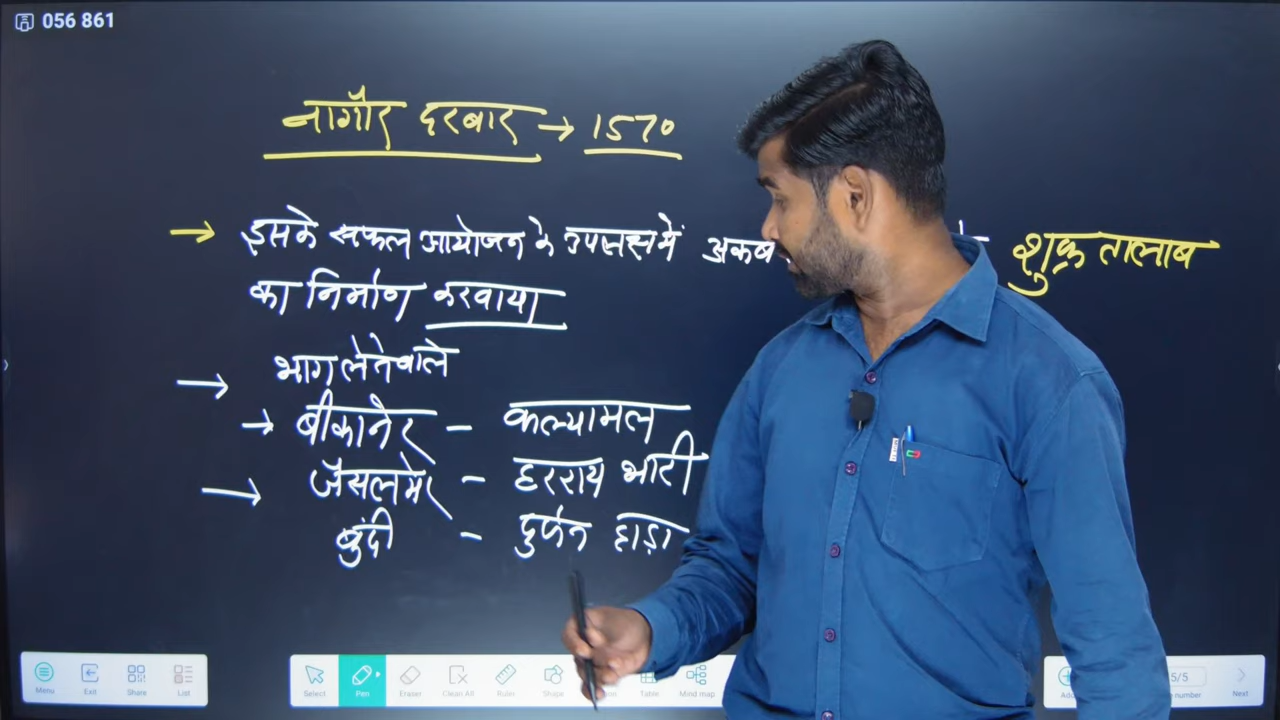 056 861
नागौर दरबार → 1570
→ इसके सफल आयोजन के उपलक्ष में अकब शुक्र तालाब
का निर्माण करवाया
→ भाग लेने वाले
→ बीकानेर - कल्यामल
→ जैसलमेर - हरराय भाटी
बुंदी - दुर्जन हाड़ा
Menu Exit Share List Select Pen Eraser Clean All Ruler Shape Table Mind map 5/5 Next